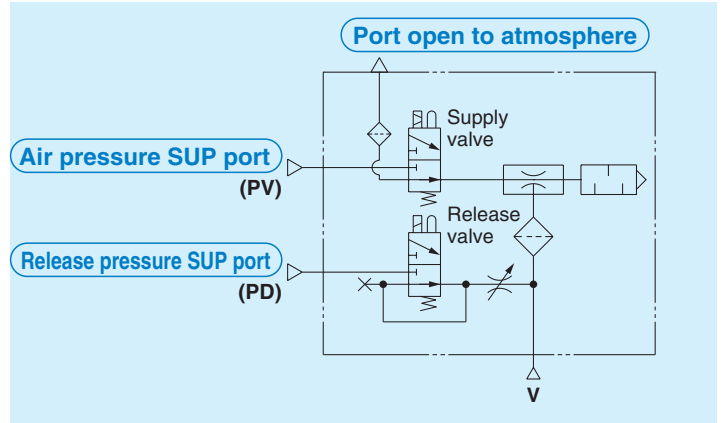 Port open to atmosphere
Supply
valve
Air pressure SUP port
(PV)
Release
valve
Release pressure SUP port
(PD)
V